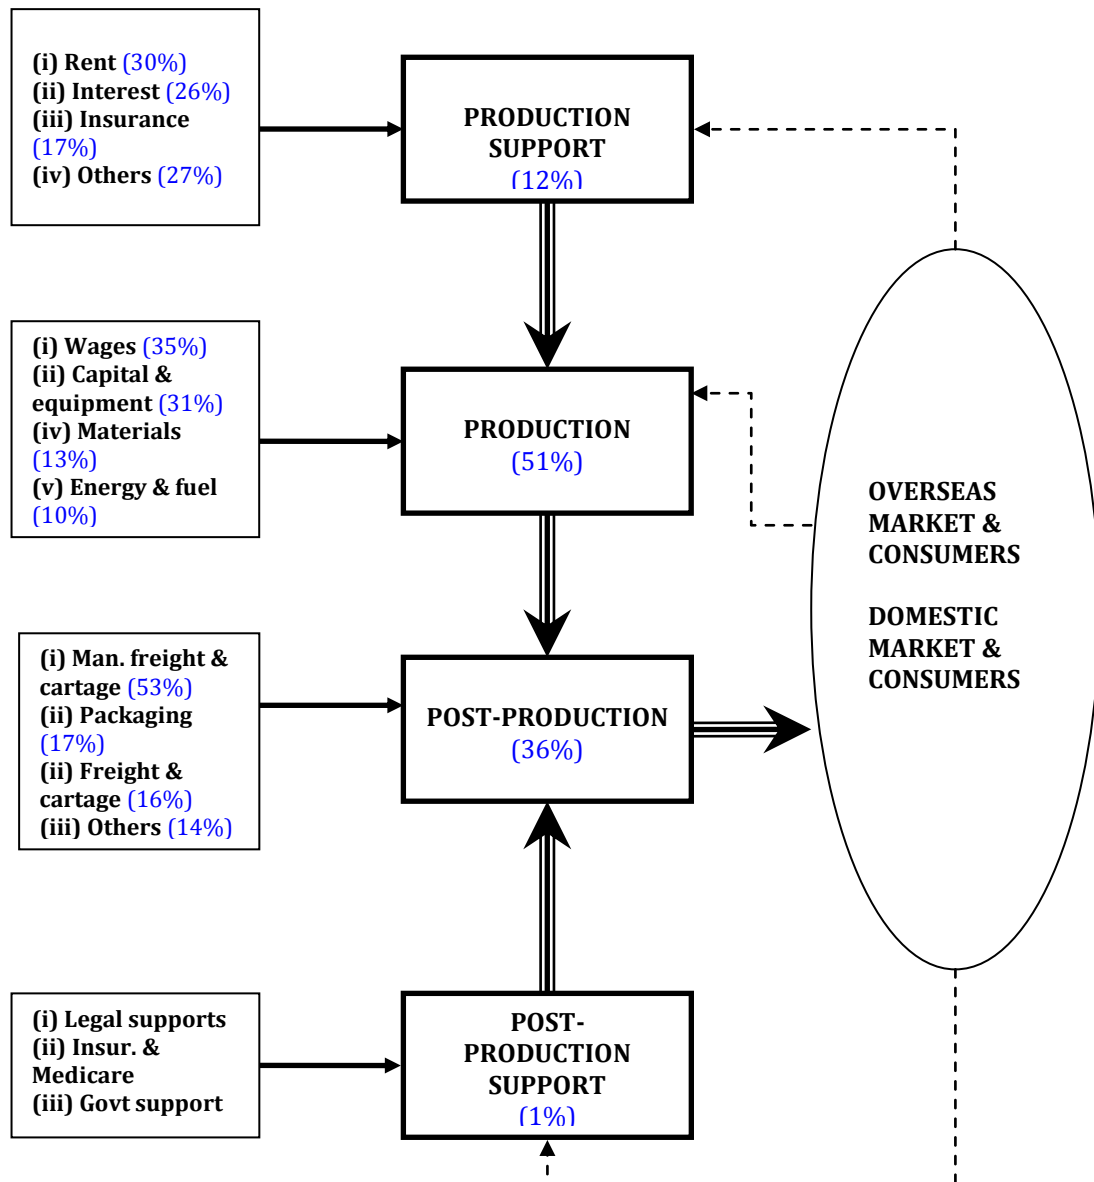 (i) Rent (30%)
(ii) Interest (26%)
(iii) Insurance
(17%)
(iv) Others (27%)
PRODUCTION
SUPPORT
(12%)
(i) Wages (35%)
(ii) Capital &
equipment (31%)
(iv) Materials
(13%)
(v) Energy & fuel
(10%)
PRODUCTION
(51%)
OVERSEAS
MARKET &
CONSUMERS
DOMESTIC
MARKET &
CONSUMERS
(i) Man. freight &
cartage (53%)
(ii) Packaging
(17%)
(ii) Freight &
cartage (16%)
(iii) Others (14%)
POST-PRODUCTION
(36%)
(i) Legal supports
(ii) Insur. &
Medicare
(iii) Govt support
POST-
PRODUCTION
SUPPORT
(1%)